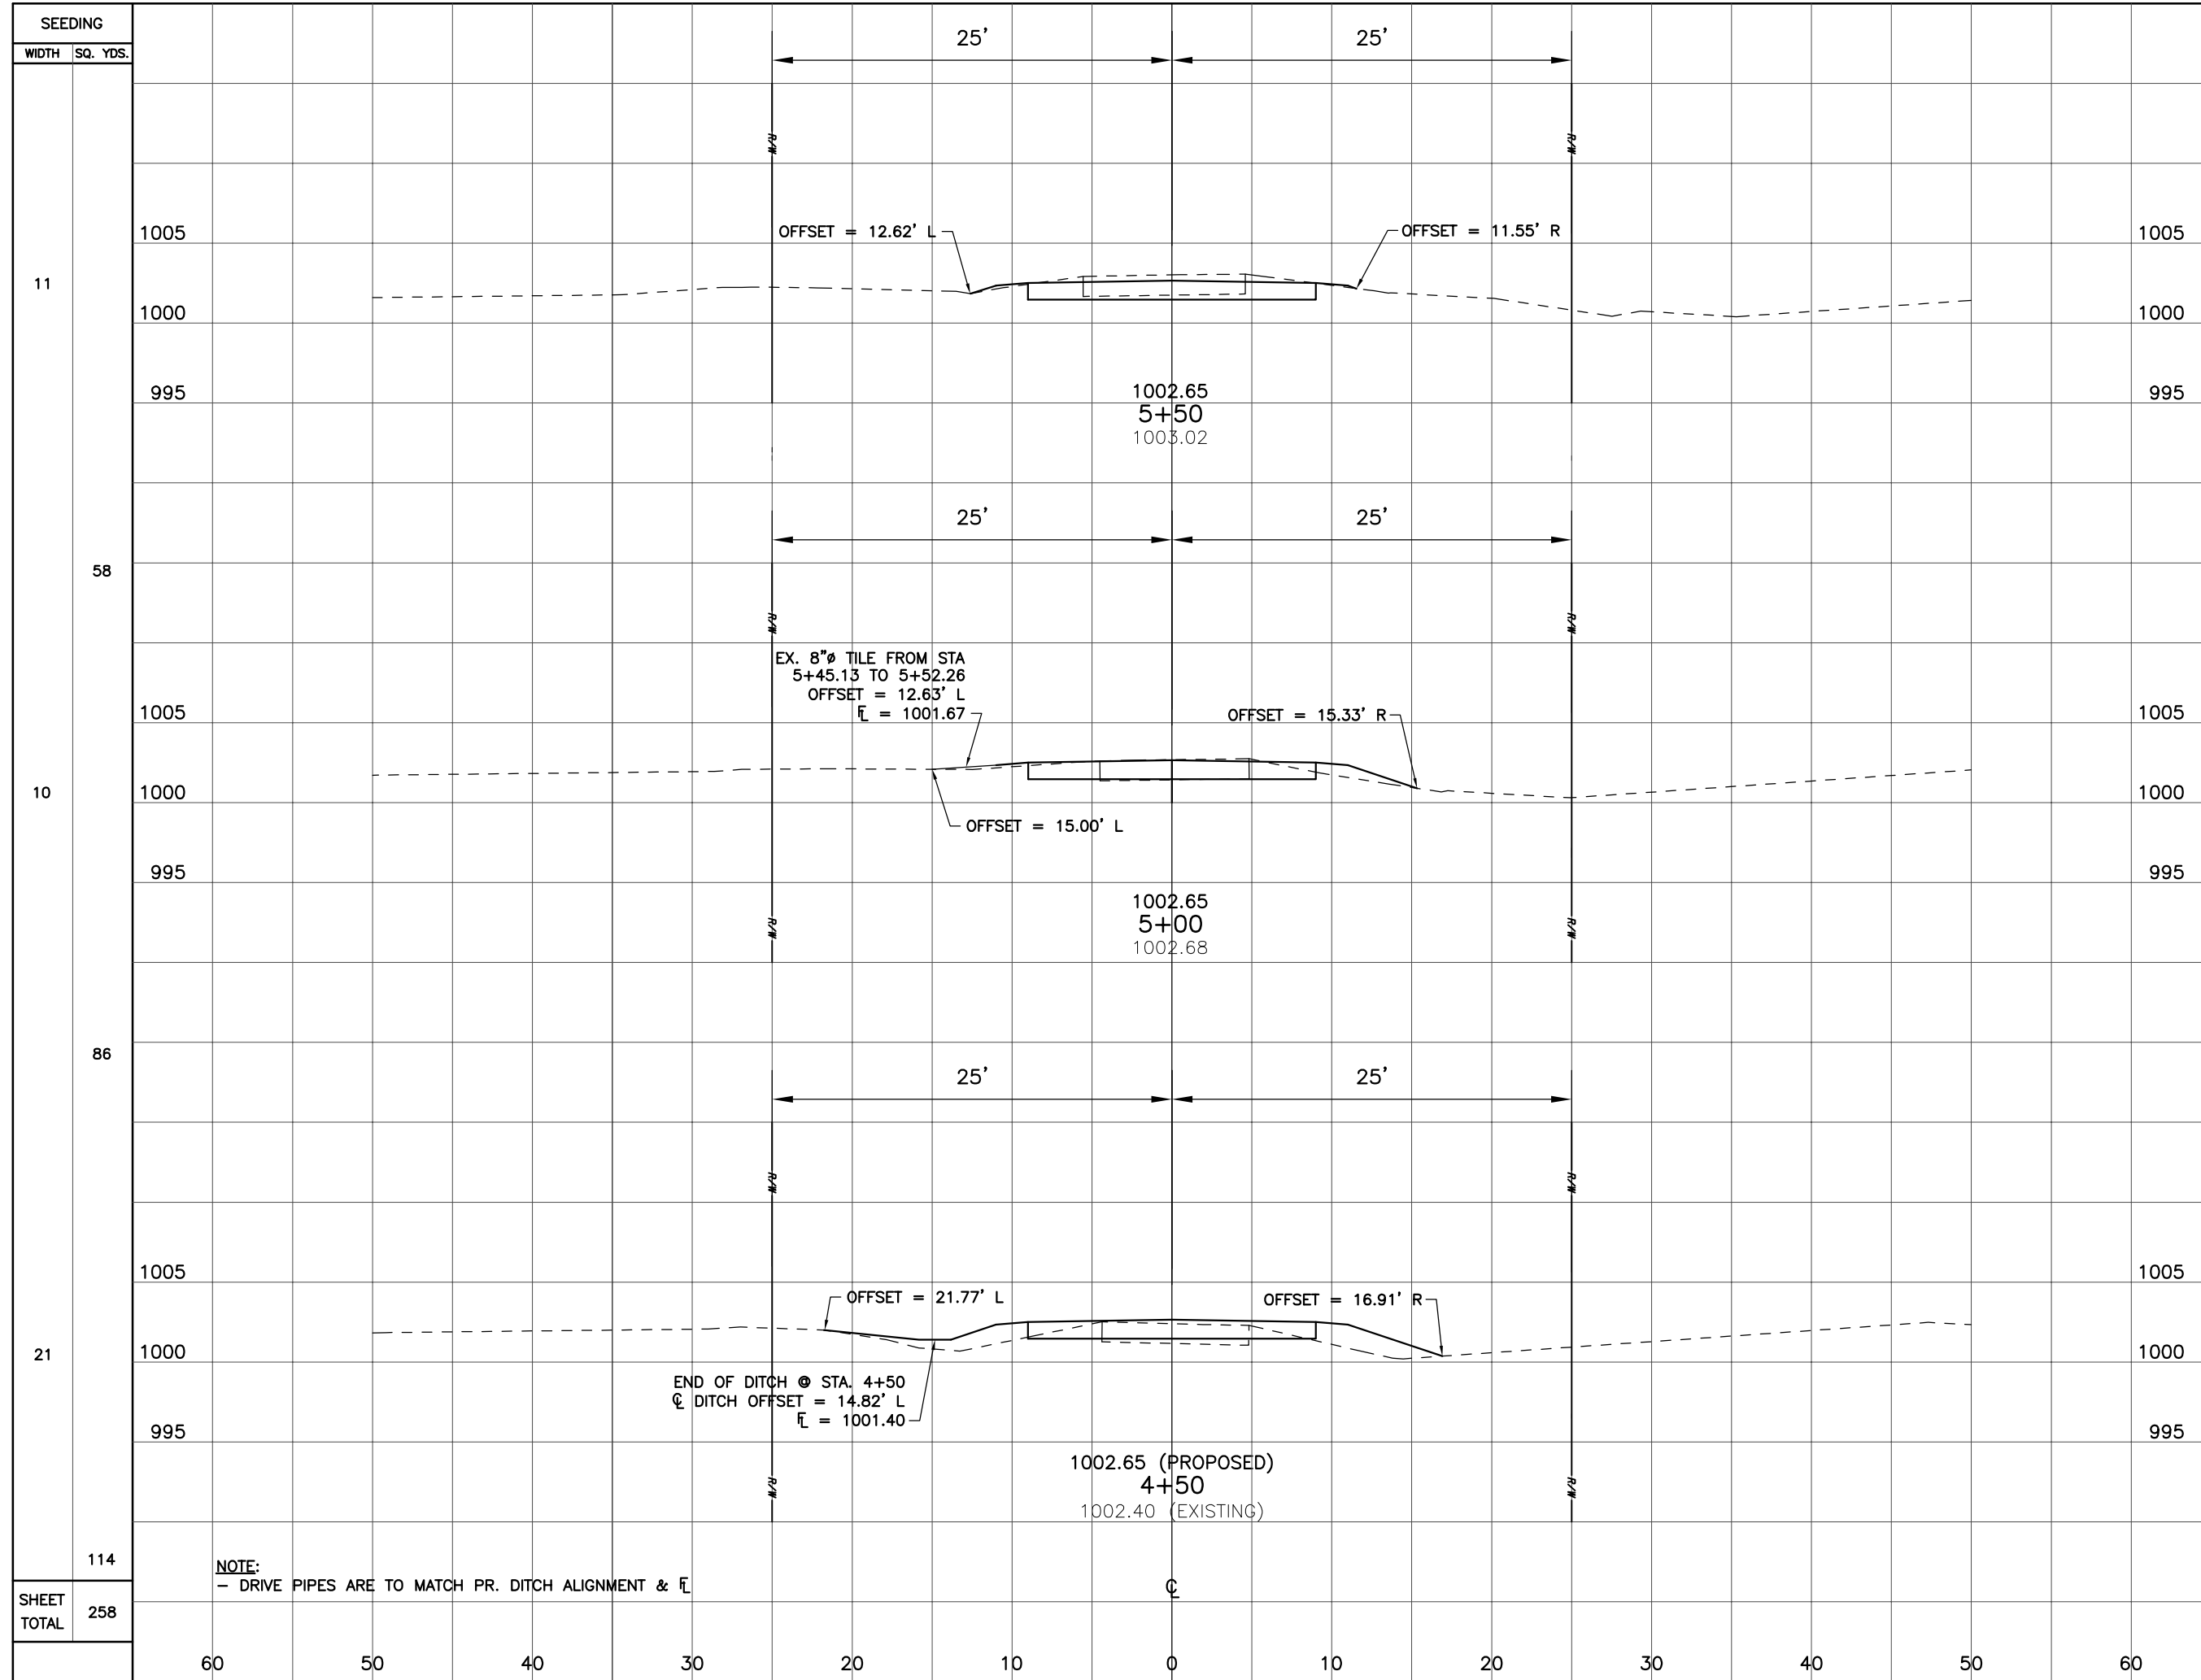 SEEDING
WIDTH SQ. YDS.
25' 25'
R/W R/W
OFFSET = 12.62' L
OFFSET = 11.55' R
1005 1005
11
1000 1000
995 995
1002.65
5+50
1003.02
25' 25'
58
R/W R/W
EX. 8"ø TILE FROM STA
5+45.13 TO 5+52.26
OFFSET = 12.63' L
FL = 1001.67
OFFSET = 15.33' R
1005 1005
10
1000 1000
OFFSET = 15.00' L
995 995
1002.65
5+00
1002.68
R/W R/W
86
25' 25'
R/W R/W
1005 1005
OFFSET = 21.77' L
OFFSET = 16.91' R
21
1000 1000
END OF DITCH @ STA. 4+50
℄ DITCH OFFSET = 14.82' L
FL = 1001.40
995 995
1002.65 (PROPOSED)
4+50
1002.40 (EXISTING)
R/W R/W
114
NOTE:
- DRIVE PIPES ARE TO MATCH PR. DITCH ALIGNMENT & FL
℄
SHEET TOTAL 258
60 50 40 30 20 10 0 10 20 30 40 50 60